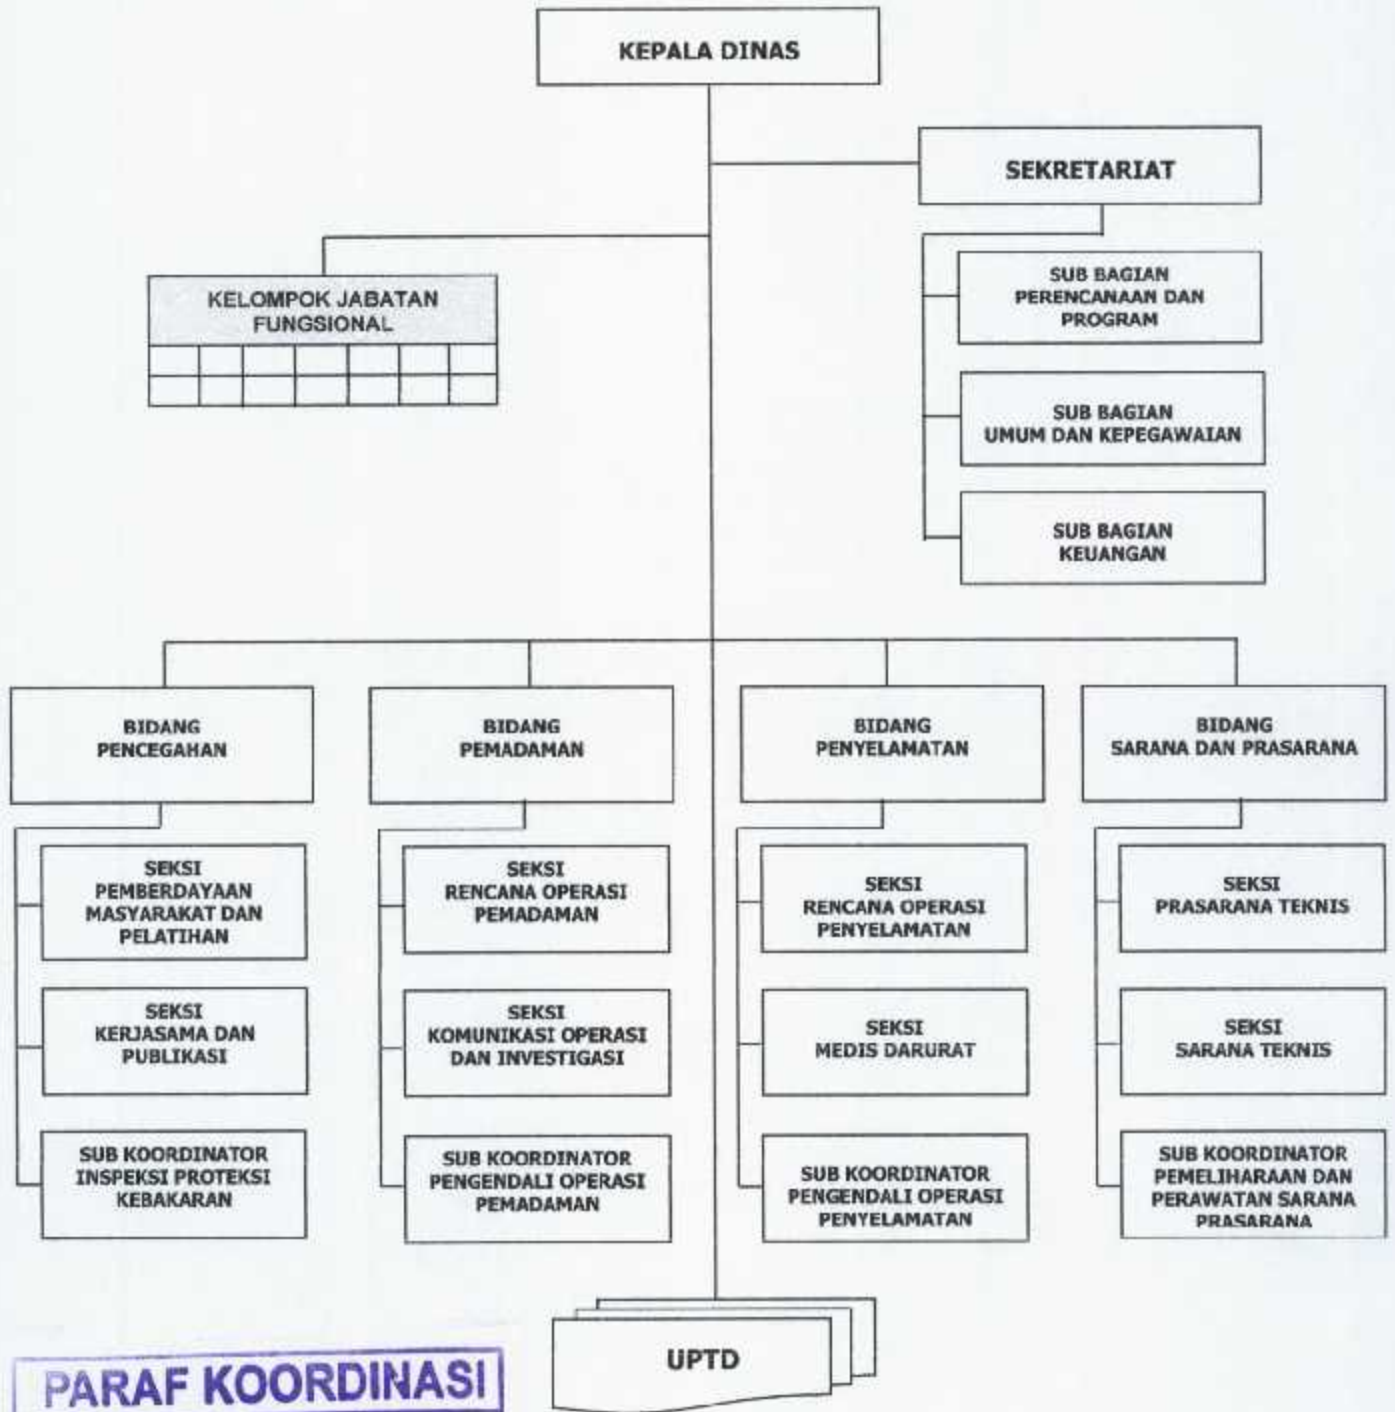 KEPALA DINAS
SEKRETARIAT
KELOMPOK JABATAN
FUNGSIONAL
SUB BAGIAN
PERENCANAAN DAN
PROGRAM
SUB BAGIAN
UMUM DAN KEPEGAWAIAN
SUB BAGIAN
KEUANGAN
BIDANG
PENCEGAHAN
BIDANG
PEMADAMAN
BIDANG
PENYELAMATAN
BIDANG
SARANA DAN PRASARANA
SEKSI
PEMBERDAYAAN
MASYARAKAT DAN
PELATIHAN
SEKSI
RENCANA OPERASI
PEMADAMAN
SEKSI
RENCANA OPERASI
PENYELAMATAN
SEKSI
PRASARANA TEKNIS
SEKSI
KERJASAMA DAN
PUBLIKASI
SEKSI
KOMUNIKASI OPERASI
DAN INVESTIGASI
SEKSI
MEDIS DARURAT
SEKSI
SARANA TEKNIS
SUB KOORDINATOR
INSPEKSI PROTEKSI
KEBAKARAN
SUB KOORDINATOR
PENGENDALI OPERASI
PEMADAMAN
SUB KOORDINATOR
PENGENDALI OPERASI
PENYELAMATAN
SUB KOORDINATOR
PEMELIHARAAN DAN
PERAWATAN SARANA
PRASARANA
UPTD
PARAF KOORDINASI